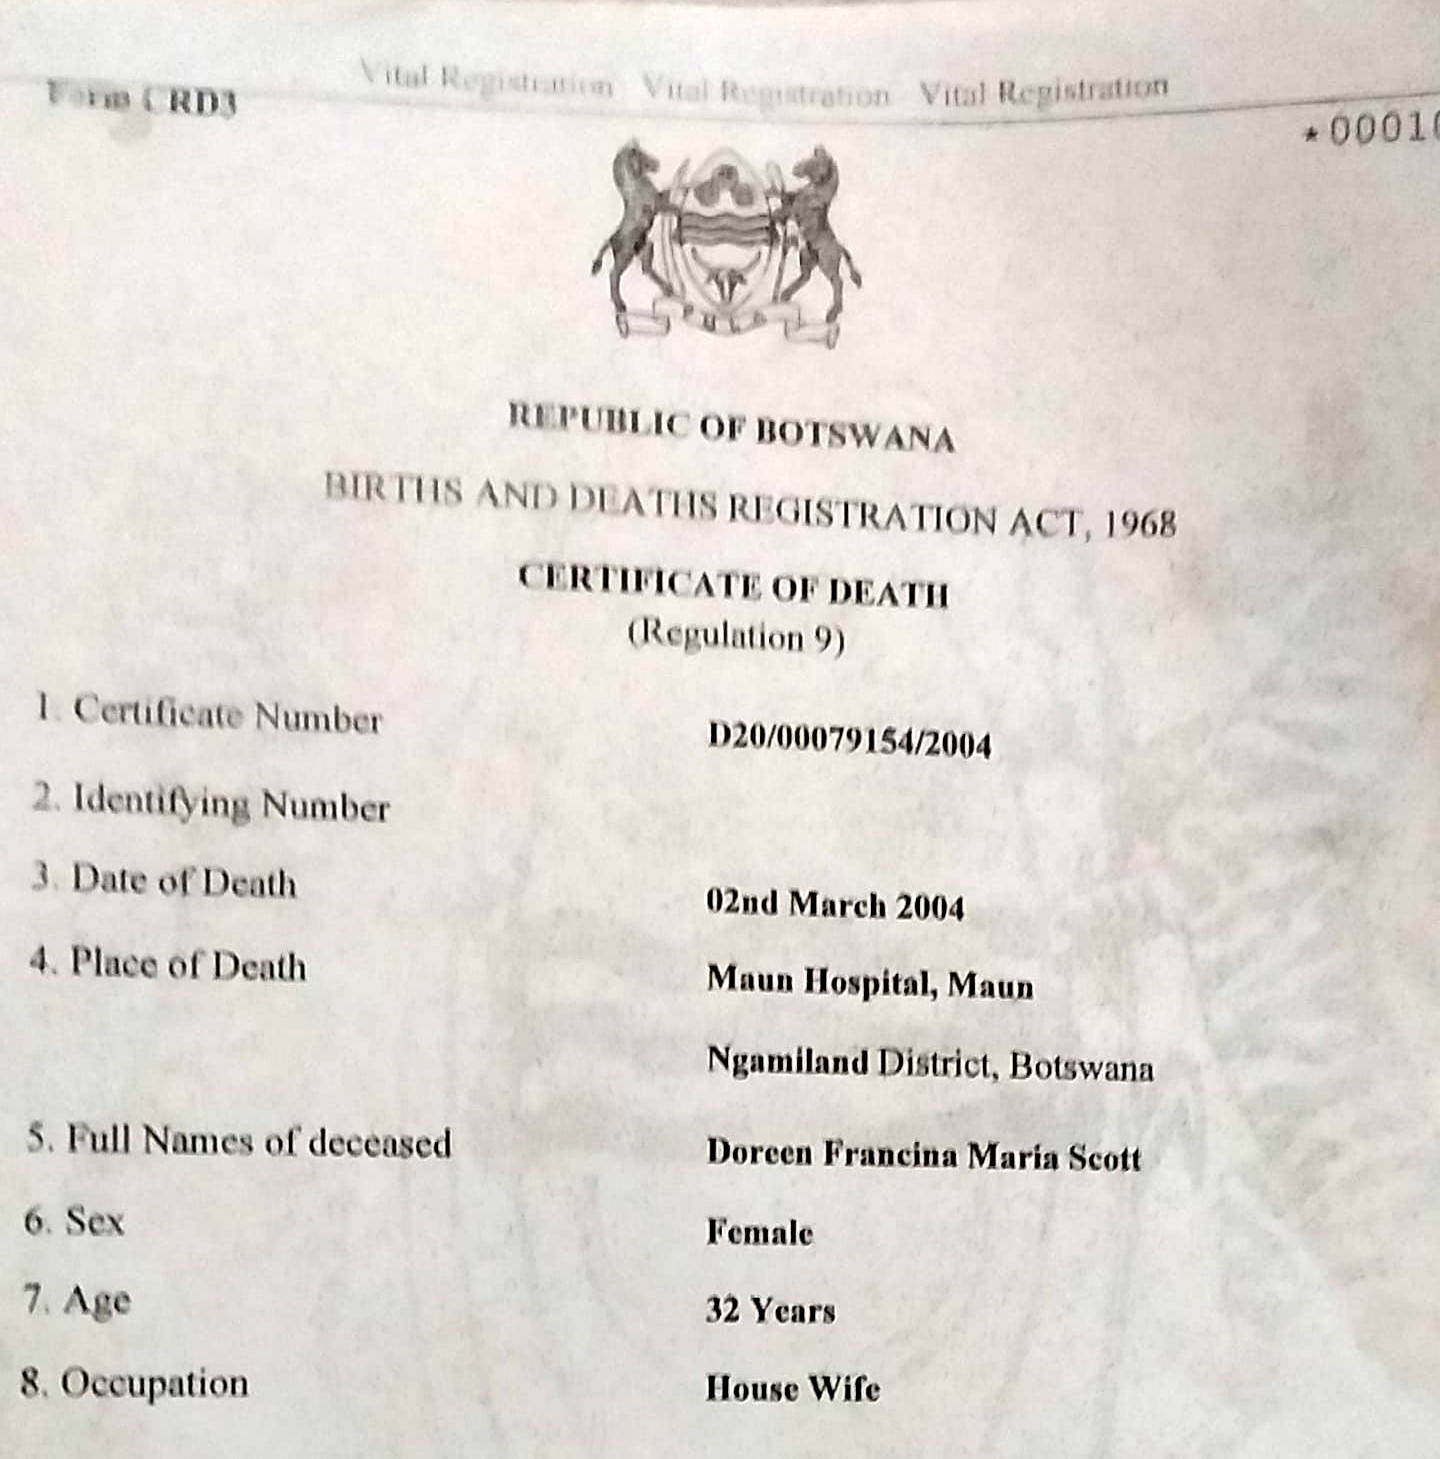 Vital Registration Vital Registration Vital Registration
Form CRD3
*00010
PULA
REPUBLIC OF BOTSWANA
BIRTHS AND DEATHS REGISTRATION ACT, 1968
CERTIFICATE OF DEATH
(Regulation 9)
1. Certificate Number D20/00079154/2004
2. Identifying Number
3. Date of Death 02nd March 2004
4. Place of Death Maun Hospital, Maun
Ngamiland District, Botswana
5. Full Names of deceased Doreen Francina Maria Scott
6. Sex Female
7. Age 32 Years
8. Occupation House Wife